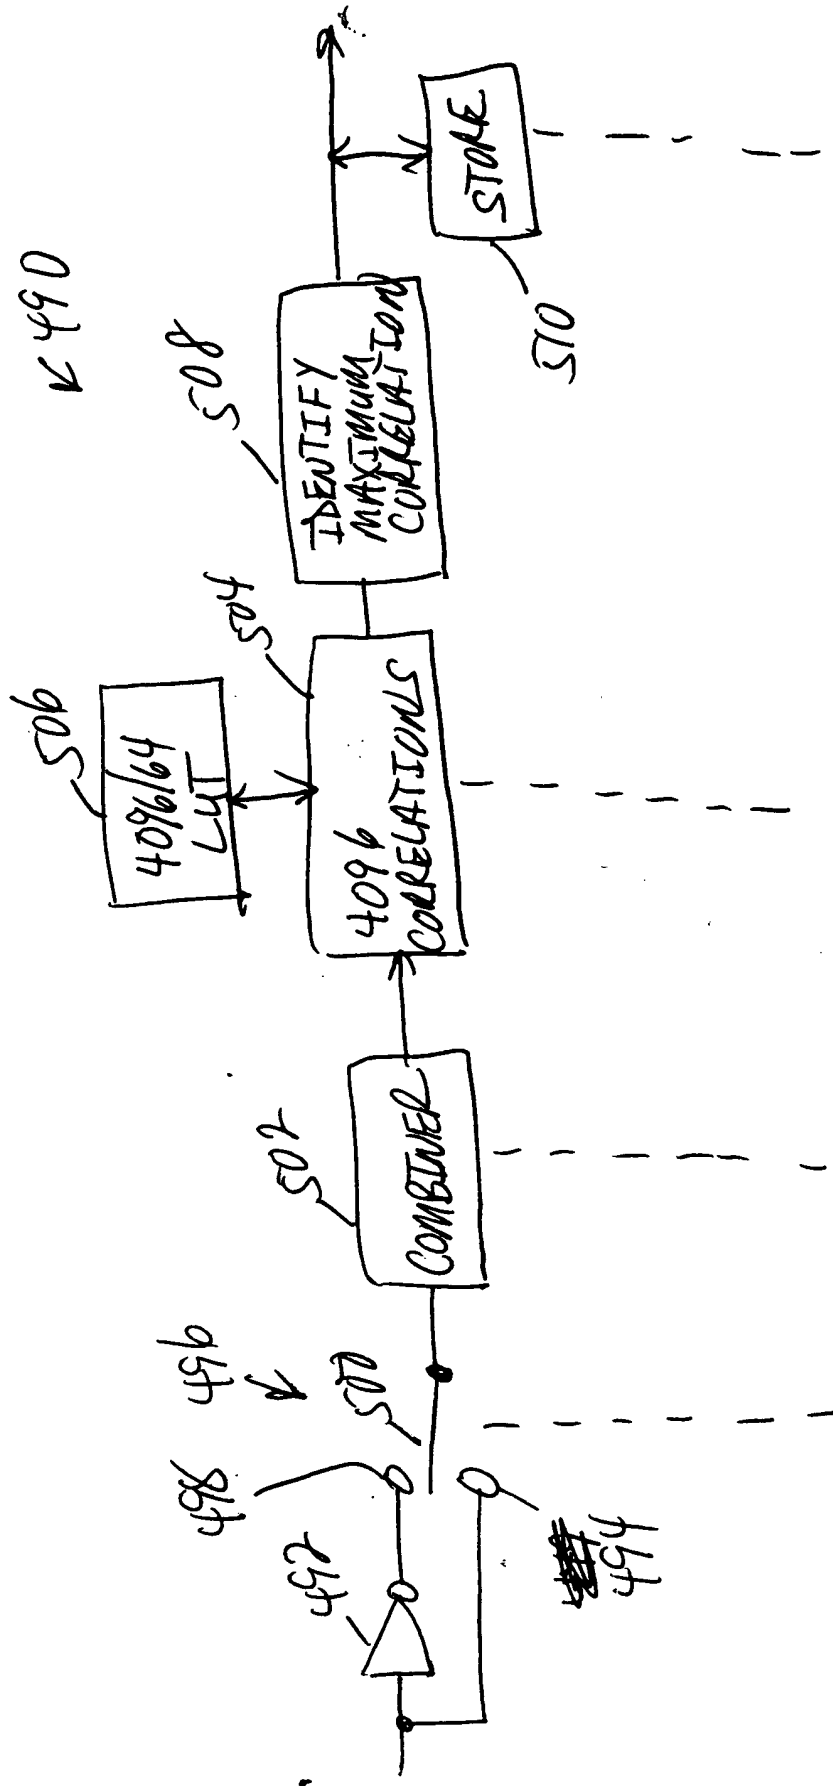 490
492
498
494
496
500
502
COMBINER
506
4096/64
LUT
504
4096
CORRELATIONS
508
IDENTIFY
MAXIMUM
CORRELATION
STORE
510